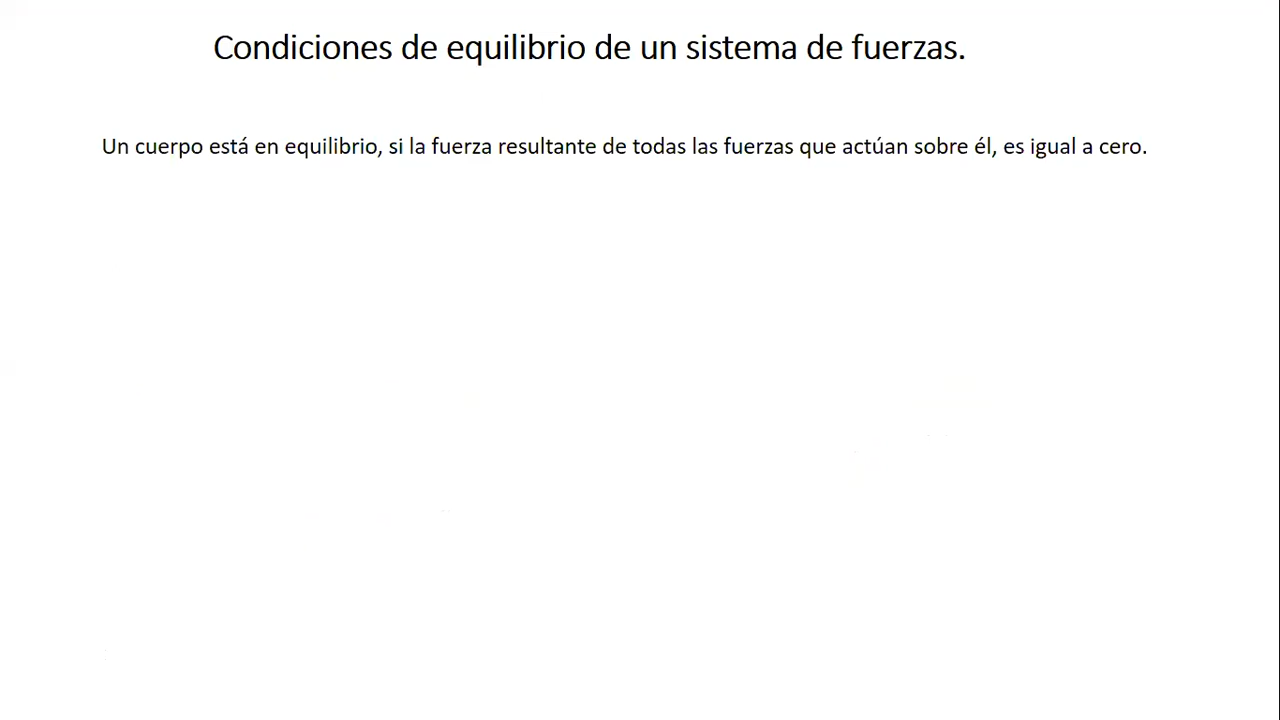 Condiciones de equilibrio de un sistema de fuerzas.
Un cuerpo está en equilibrio, si la fuerza resultante de todas las fuerzas que actúan sobre él, es igual a cero.